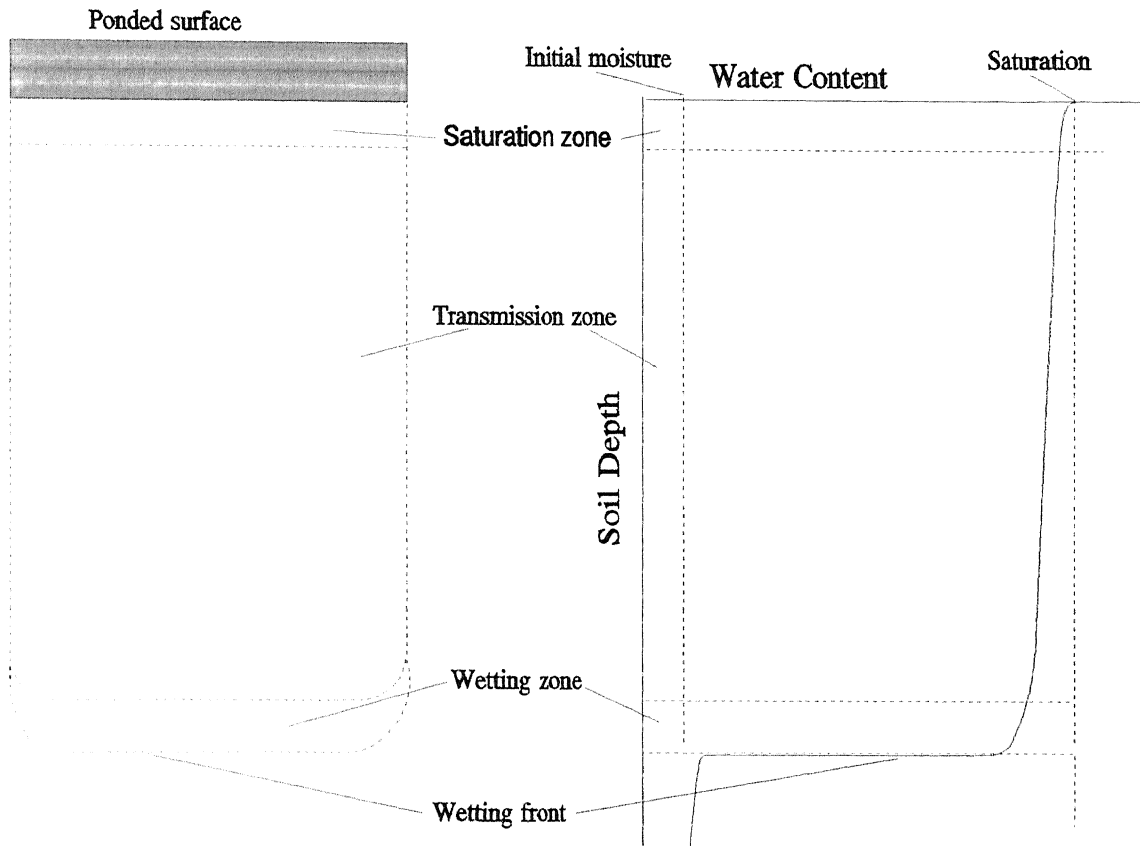 Ponded surface
Initial moisture
Water Content
Saturation
Saturation zone
Transmission zone
Soil Depth
Wetting zone
Wetting front